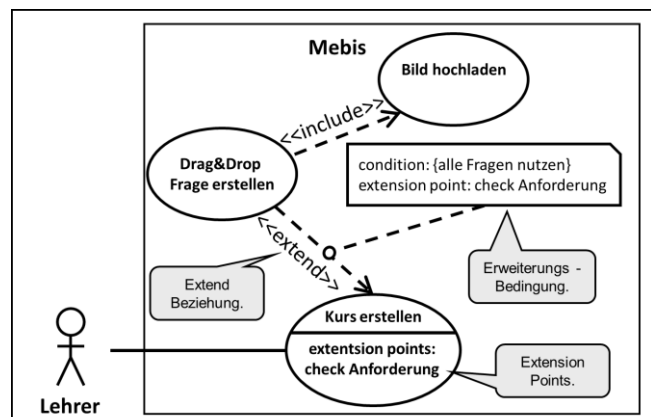 Mebis
Bild hochladen
<<include>>
Drag&Drop
Frage erstellen
condition: {alle Fragen nutzen}
extension point: check Anforderung
<<extend>>
Extend
Beziehung.
Erweiterungs -
Bedingung.
Kurs erstellen
extentsion points:
check Anforderung
Extension
Points.
Lehrer